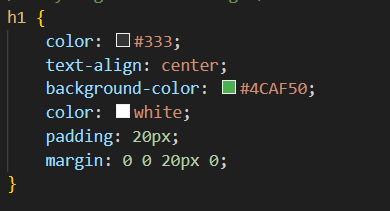 h1 {
color: #333;
text-align: center;
background-color: #4CAF50;
color: white;
padding: 20px;
margin: 0 0 20px 0;
}